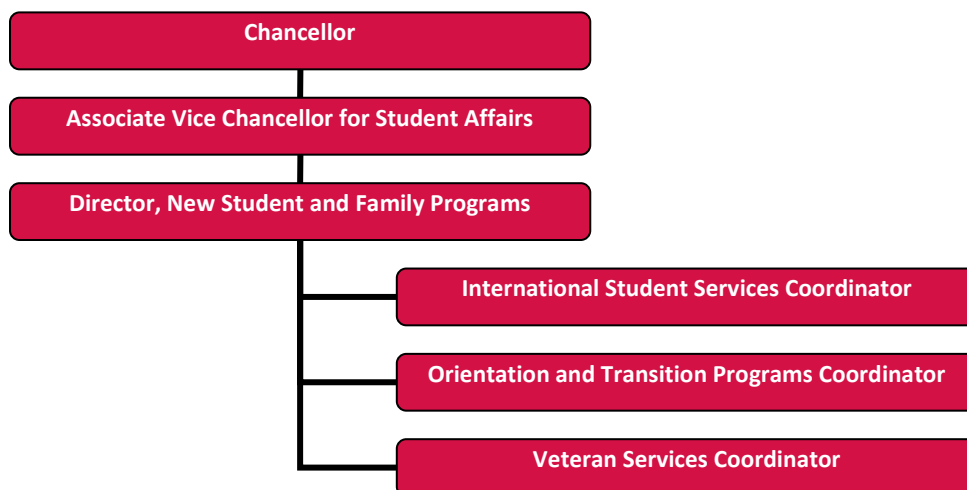 Chancellor
Associate Vice Chancellor for Student Affairs
Director, New Student and Family Programs
International Student Services Coordinator
Orientation and Transition Programs Coordinator
Veteran Services Coordinator